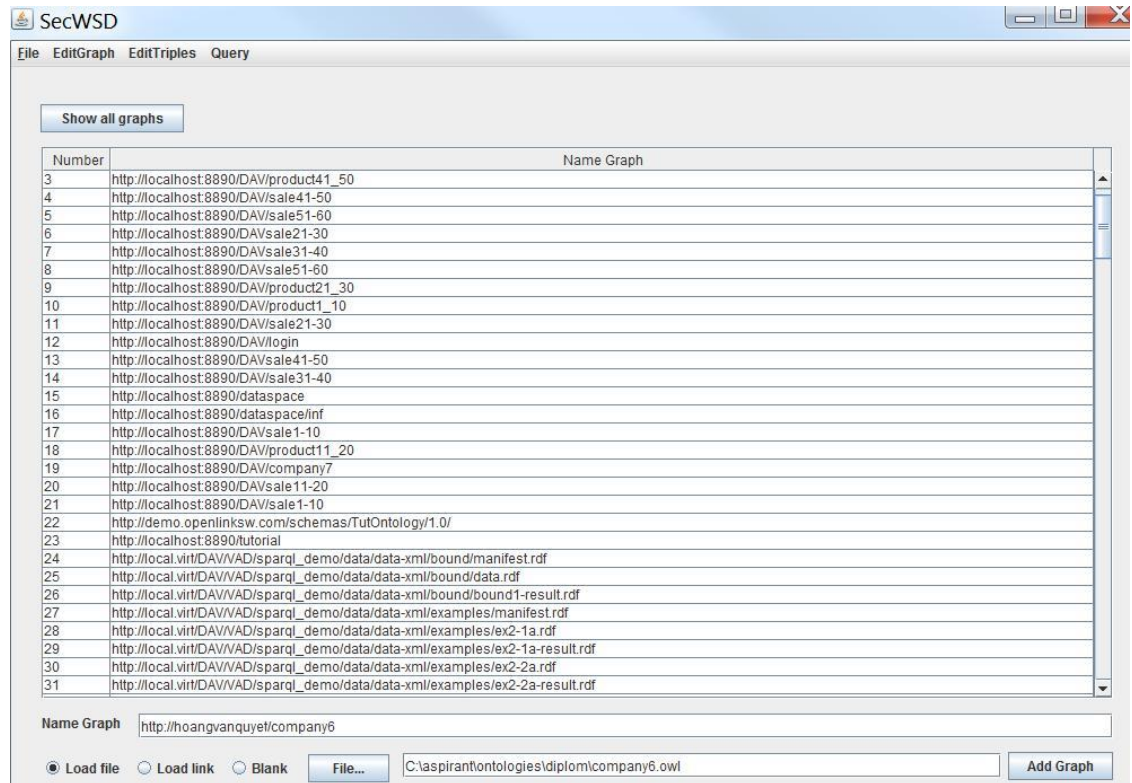 SecWSD
File EditGraph EditTriples Query
Show all graphs
Number Name Graph
3 http://localhost:8890/DAV/product41_50
4 http://localhost:8890/DAV/sale41-50
5 http://localhost:8890/DAV/sale51-60
6 http://localhost:8890/DAVsale21-30
7 http://localhost:8890/DAVsale31-40
8 http://localhost:8890/DAVsale51-60
9 http://localhost:8890/DAV/product21_30
10 http://localhost:8890/DAV/product1_10
11 http://localhost:8890/DAV/sale21-30
12 http://localhost:8890/DAV/login
13 http://localhost:8890/DAVsale41-50
14 http://localhost:8890/DAV/sale31-40
15 http://localhost:8890/dataspace
16 http://localhost:8890/dataspace/inf
17 http://localhost:8890/DAVsale1-10
18 http://localhost:8890/DAV/product11_20
19 http://localhost:8890/DAV/company7
20 http://localhost:8890/DAVsale11-20
21 http://localhost:8890/DAV/sale1-10
22 http://demo.openlinksw.com/schemas/TutOntology/1.0/
23 http://localhost:8890/tutorial
24 http://local.virt/DAV/VAD/sparql_demo/data/data-xml/bound/manifest.rdf
25 http://local.virt/DAV/VAD/sparql_demo/data/data-xml/bound/data.rdf
26 http://local.virt/DAV/VAD/sparql_demo/data/data-xml/bound/bound1-result.rdf
27 http://local.virt/DAV/VAD/sparql_demo/data/data-xml/examples/manifest.rdf
28 http://local.virt/DAV/VAD/sparql_demo/data/data-xml/examples/ex2-1a.rdf
29 http://local.virt/DAV/VAD/sparql_demo/data/data-xml/examples/ex2-1a-result.rdf
30 http://local.virt/DAV/VAD/sparql_demo/data/data-xml/examples/ex2-2a.rdf
31 http://local.virt/DAV/VAD/sparql_demo/data/data-xml/examples/ex2-2a-result.rdf
Name Graph http://hoangvanquyet/company6
Load file Load link Blank File... C:\aspirant\ontologies\diplom\company6.owl Add Graph